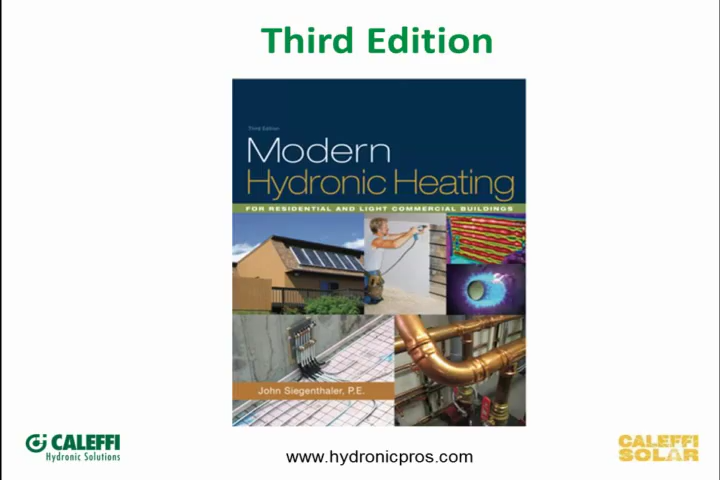 Third Edition
Third Edition
Modern
Hydronic Heating
FOR RESIDENTIAL AND LIGHT COMMERCIAL BUILDINGS
John Siegenthaler, P.E.
CALEFFI
Hydronic Solutions
www.hydronicpros.com
CALEFFI
SOLAR